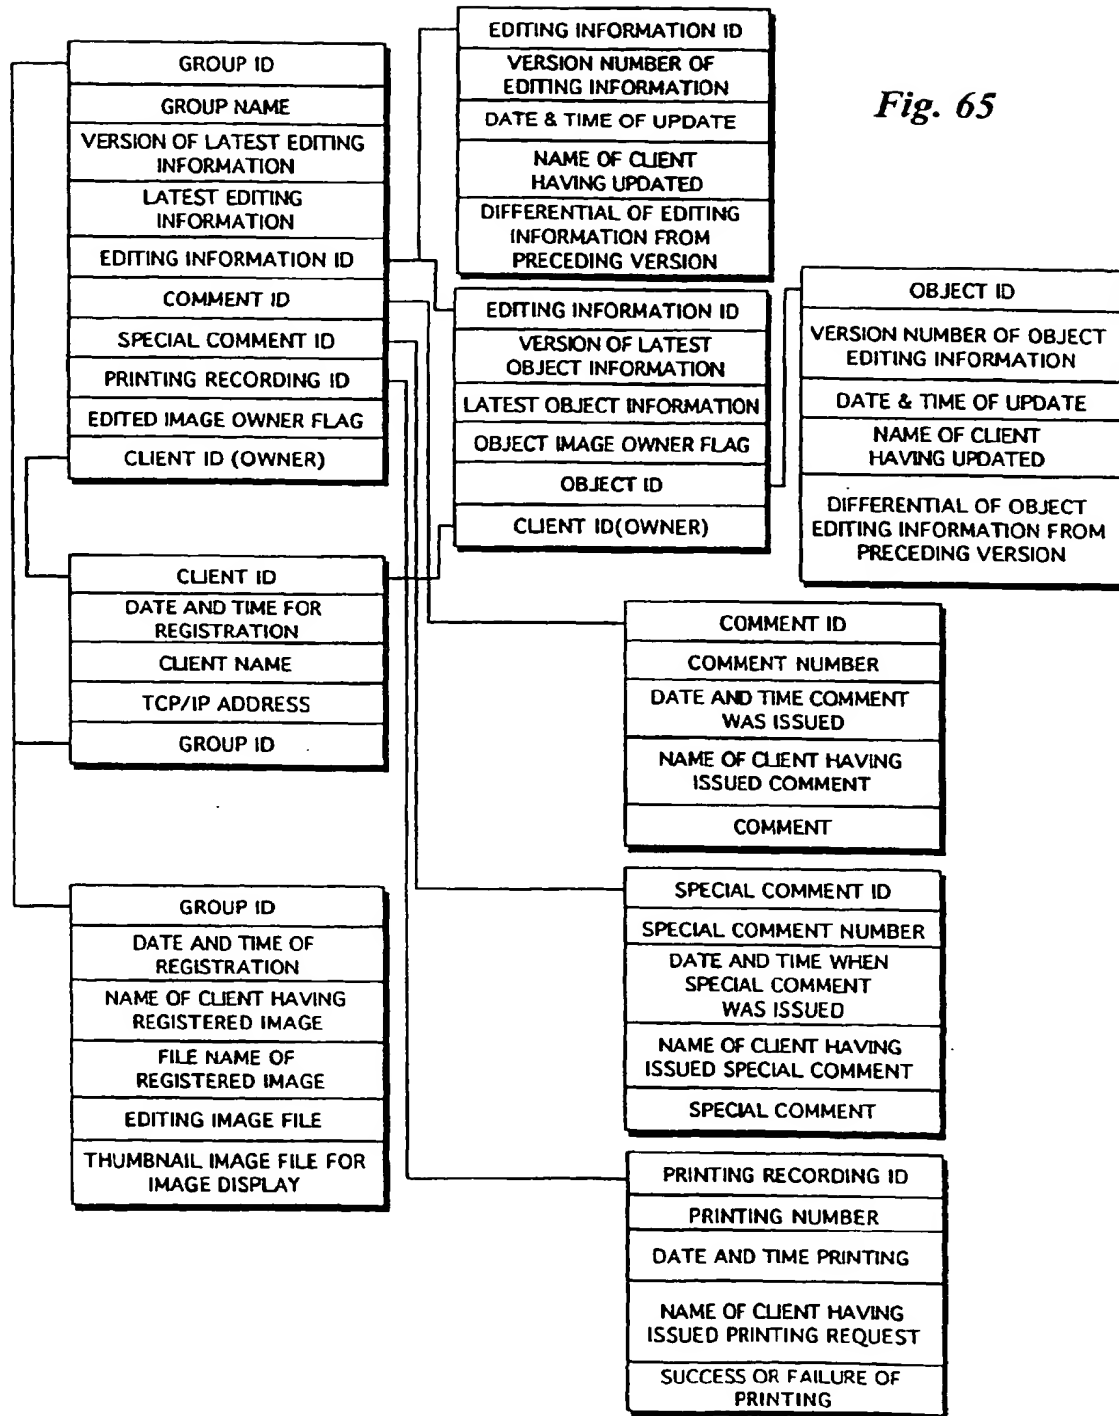 Fig. 65
GROUP ID
GROUP NAME
VERSION OF LATEST EDITING
INFORMATION
LATEST EDITING
INFORMATION
EDITING INFORMATION ID
COMMENT ID
SPECIAL COMMENT ID
PRINTING RECORDING ID
EDITED IMAGE OWNER FLAG
CLIENT ID (OWNER)
CLIENT ID
DATE AND TIME FOR
REGISTRATION
CLIENT NAME
TCP/IP ADDRESS
GROUP ID
GROUP ID
DATE AND TIME OF
REGISTRATION
NAME OF CLIENT HAVING
REGISTERED IMAGE
FILE NAME OF
REGISTERED IMAGE
EDITING IMAGE FILE
THUMBNAIL IMAGE FILE FOR
IMAGE DISPLAY
EDITING INFORMATION ID
VERSION NUMBER OF
EDITING INFORMATION
DATE & TIME OF UPDATE
NAME OF CLIENT
HAVING UPDATED
DIFFERENTIAL OF EDITING
INFORMATION FROM
PRECEDING VERSION
EDITING INFORMATION ID
VERSION OF LATEST
OBJECT INFORMATION
LATEST OBJECT INFORMATION
OBJECT IMAGE OWNER FLAG
OBJECT ID
CLIENT ID(OWNER)
OBJECT ID
VERSION NUMBER OF OBJECT
EDITING INFORMATION
DATE & TIME OF UPDATE
NAME OF CLIENT
HAVING UPDATED
DIFFERENTIAL OF OBJECT
EDITING INFORMATION FROM
PRECEDING VERSION
COMMENT ID
COMMENT NUMBER
DATE AND TIME COMMENT
WAS ISSUED
NAME OF CLIENT HAVING
ISSUED COMMENT
COMMENT
SPECIAL COMMENT ID
SPECIAL COMMENT NUMBER
DATE AND TIME WHEN
SPECIAL COMMENT
WAS ISSUED
NAME OF CLIENT HAVING
ISSUED SPECIAL COMMENT
SPECIAL COMMENT
PRINTING RECORDING ID
PRINTING NUMBER
DATE AND TIME PRINTING
NAME OF CLIENT HAVING
ISSUED PRINTING REQUEST
SUCCESS OR FAILURE OF
PRINTING